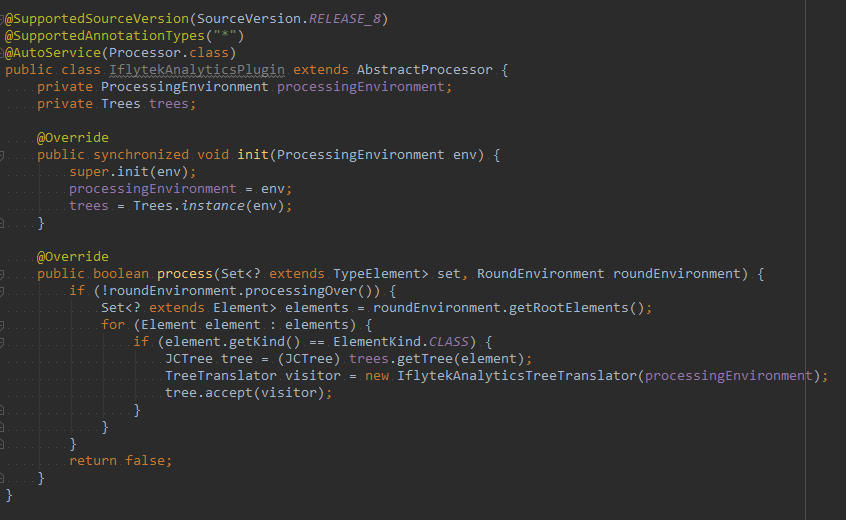 @SupportedSourceVersion(SourceVersion.RELEASE_8)
@SupportedAnnotationTypes("*")
@AutoService(Processor.class)
public class IflytekAnalyticsPlugin extends AbstractProcessor {
    private ProcessingEnvironment processingEnvironment;
    private Trees trees;

    @Override
    public synchronized void init(ProcessingEnvironment env) {
        super.init(env);
        processingEnvironment = env;
        trees = Trees.instance(env);
    }

    @Override
    public boolean process(Set<? extends TypeElement> set, RoundEnvironment roundEnvironment) {
        if (!roundEnvironment.processingOver()) {
            Set<? extends Element> elements = roundEnvironment.getRootElements();
            for (Element element : elements) {
                if (element.getKind() == ElementKind.CLASS) {
                    JCTree tree = (JCTree) trees.getTree(element);
                    TreeTranslator visitor = new IflytekAnalyticsTreeTranslator(processingEnvironment);
                    tree.accept(visitor);
                }
            }
        }
        return false;
    }
}